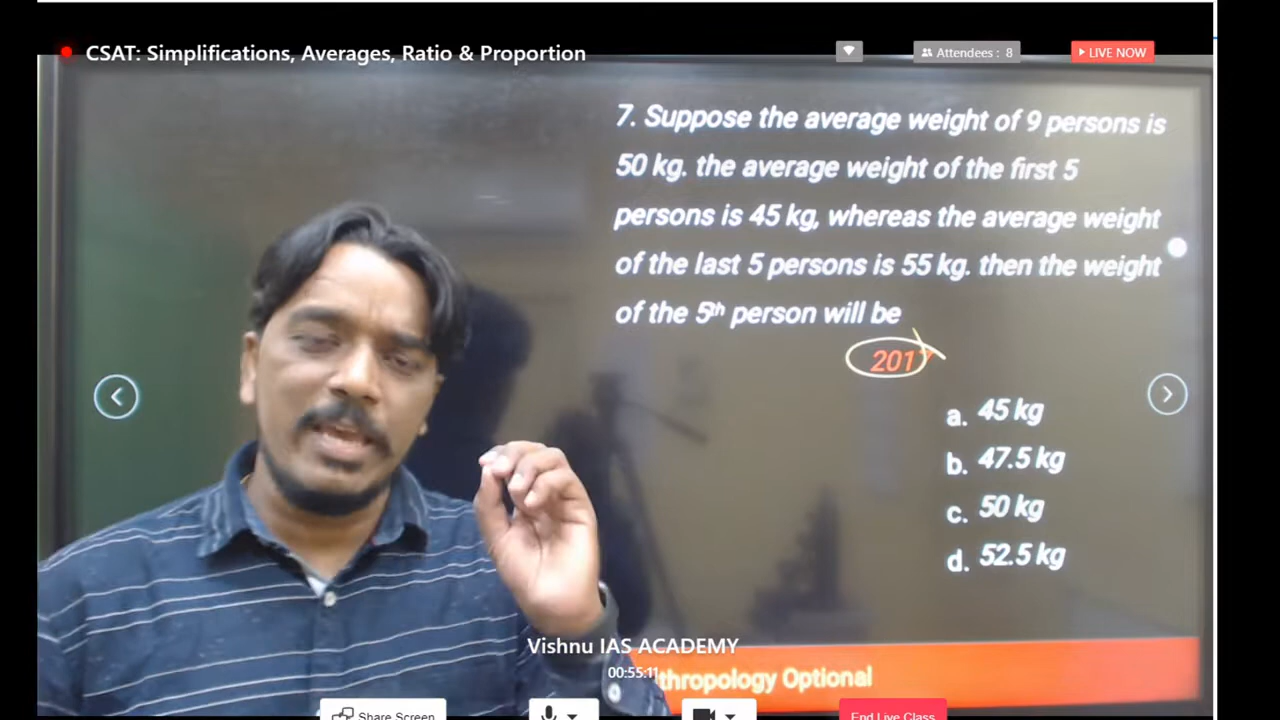 CSAT: Simplifications, Averages, Ratio & Proportion
Attendees : 8
LIVE NOW
7. Suppose the average weight of 9 persons is
50 kg. the average weight of the first 5
persons is 45 kg, whereas the average weight
of the last 5 persons is 55 kg. then the weight
of the 5th person will be
2017
a. 45 kg
b. 47.5 kg
c. 50 kg
d. 52.5 kg
Vishnu IAS ACADEMY
00:55:11
thropology Optional
Share Screen
End Live Class